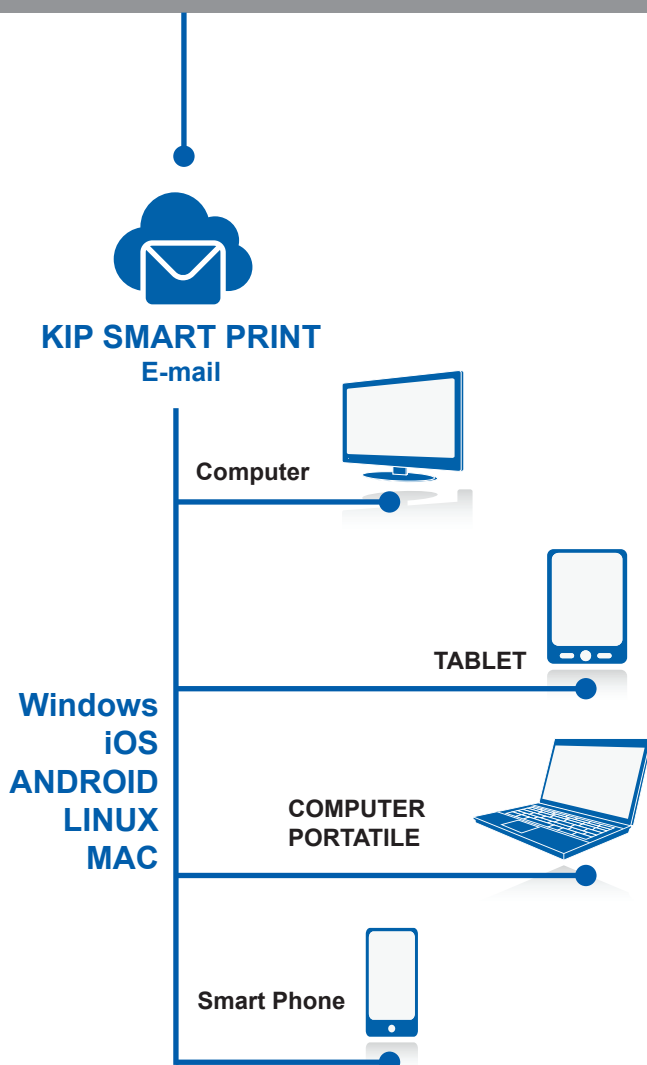 KIP SMART PRINT
E-mail
Computer
TABLET
Windows
iOS
ANDROID
LINUX
MAC
COMPUTER
PORTATILE
Smart Phone